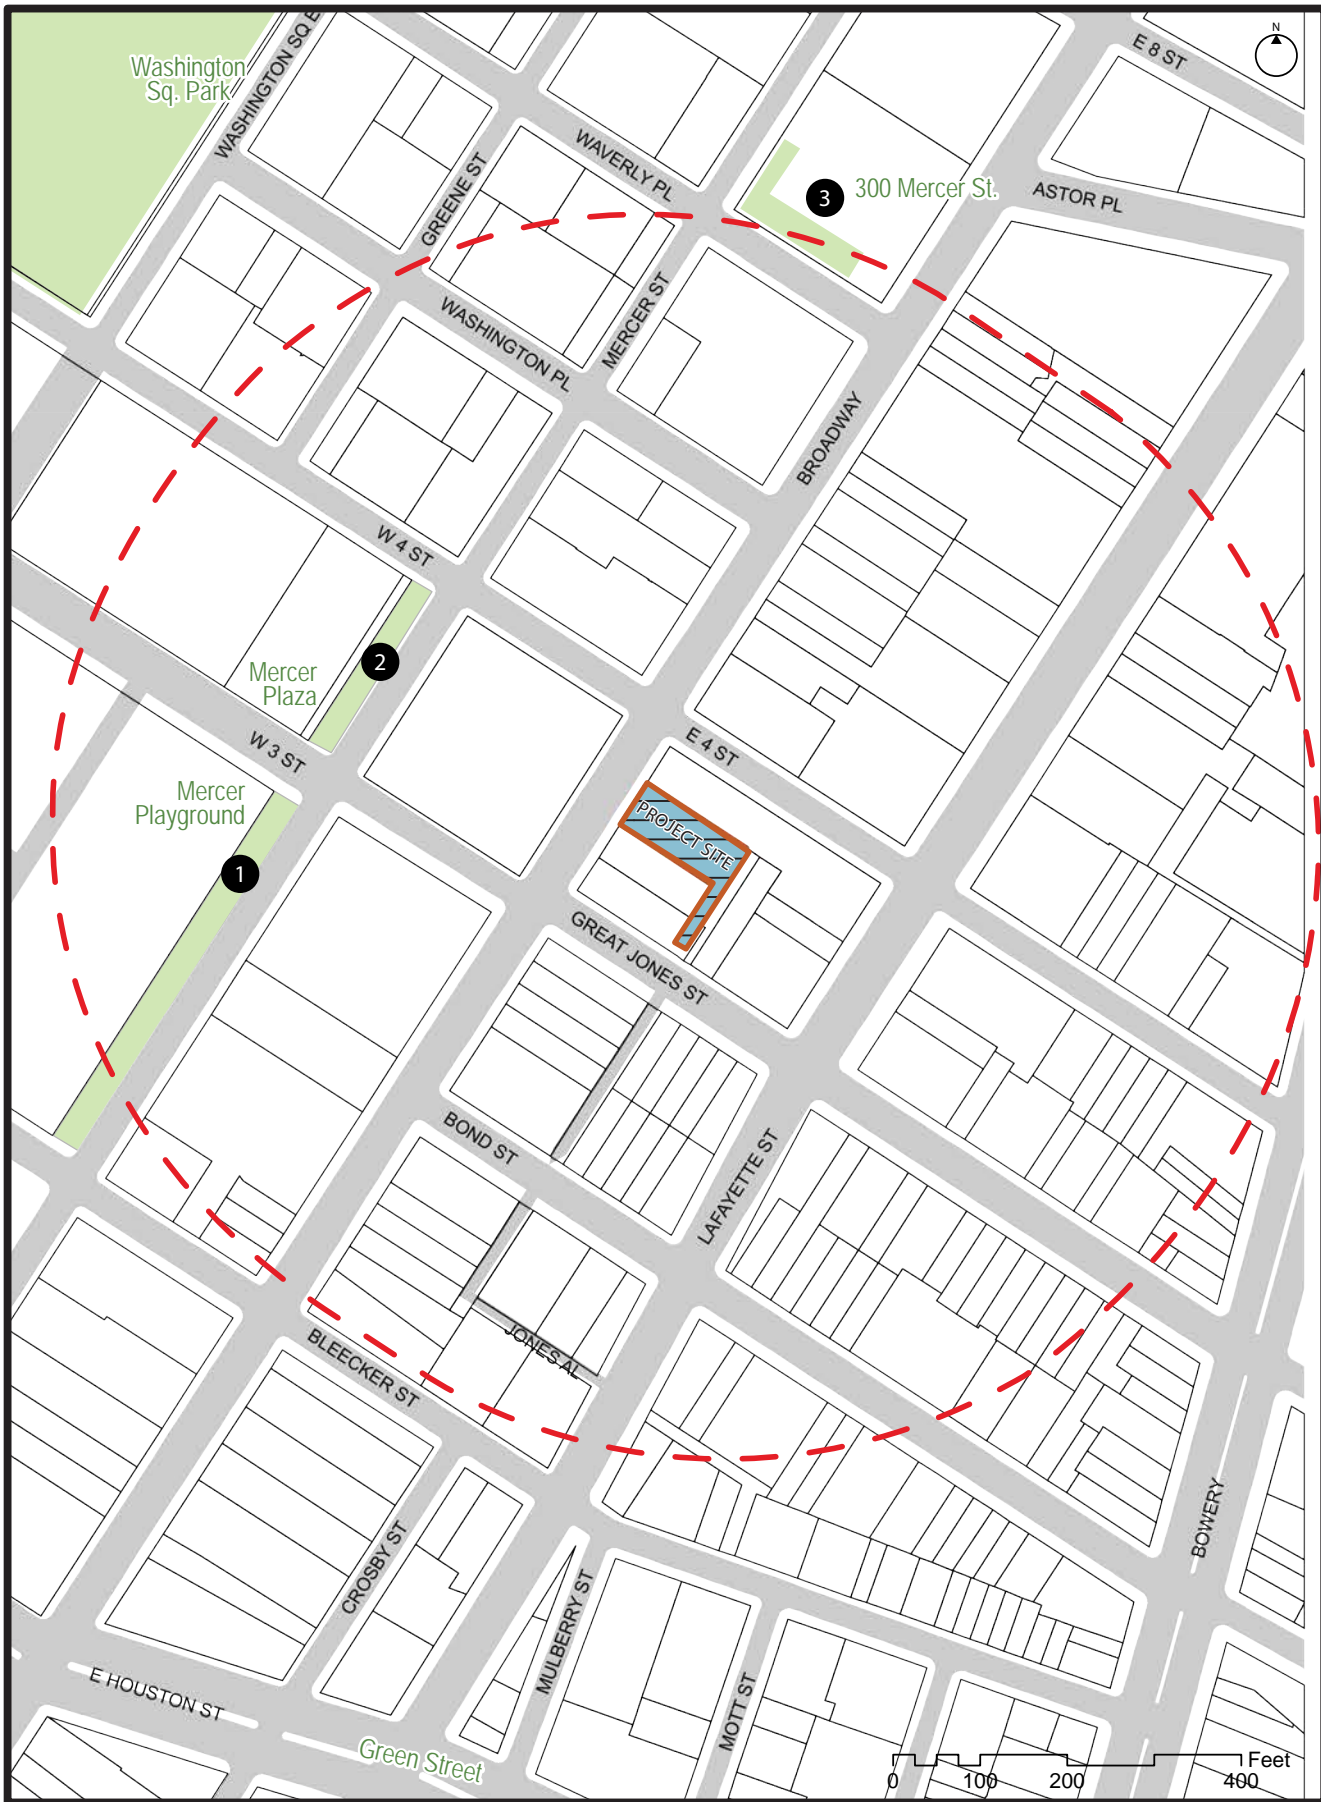 N
E 8 ST
Washington
Sq. Park
WASHINGTON SQ E
WAVERLY PL
GREENE ST
3
300 Mercer St.
ASTOR PL
WASHINGTON PL
MERCER ST
BROADWAY
W 4 ST
2
Mercer
Plaza
W 3 ST
E 4 ST
Mercer
Playground
PROJECT SITE
1
GREAT JONES ST
BOND ST
LAFAYETTE ST
JONES AL
BLEECKER ST
BOWERY
CROSBY ST
MULBERRY ST
MOTT ST
E HOUSTON ST
Green Street
Feet
0 100 200 400